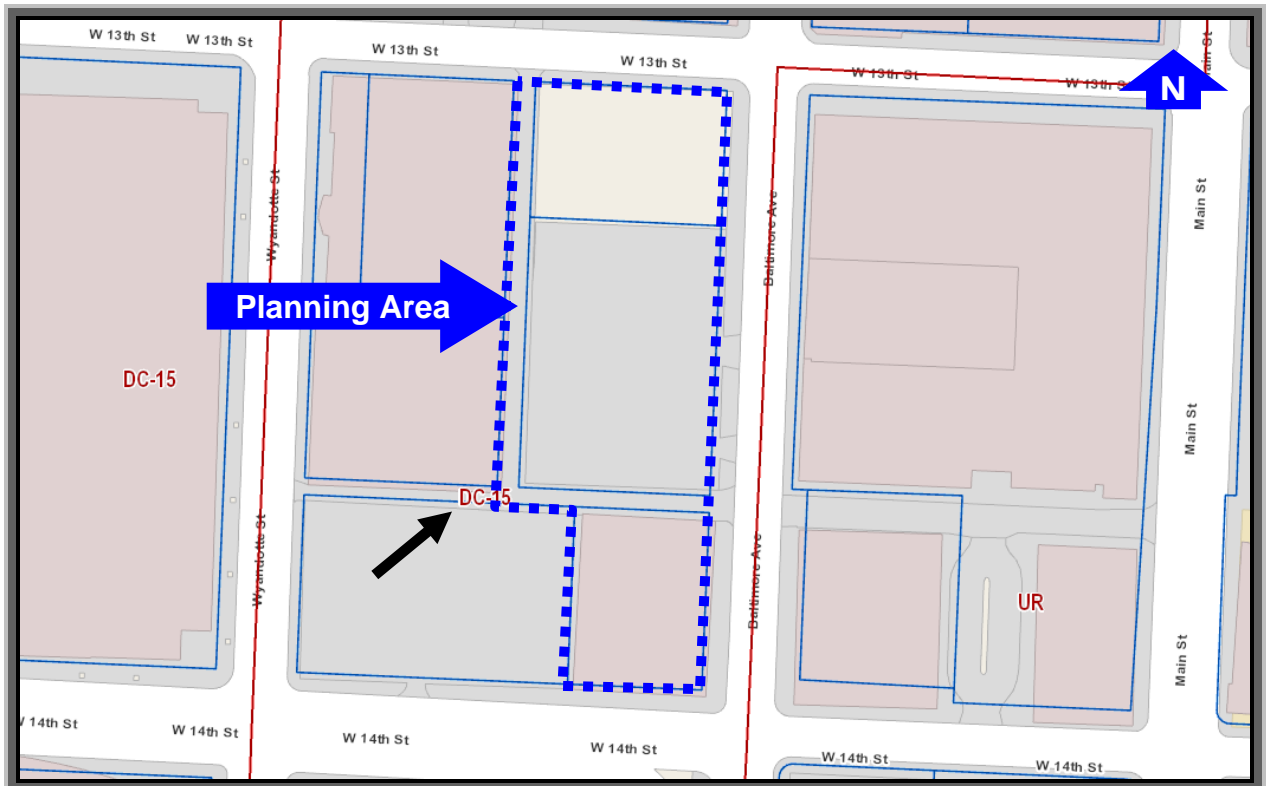 W 13th St
W 13th St
W 13th St
W 13th St
W 13th St
W 13th
Main St
N
Wyandotte St
Baltimore Ave
Main St
Planning Area
DC-15
Main St
DC-15
Wyandotte St
Baltimore Ave
UR
Main St
14th St
W 14th St
W 14th St
W 14th St
W 14th St
W 14th St